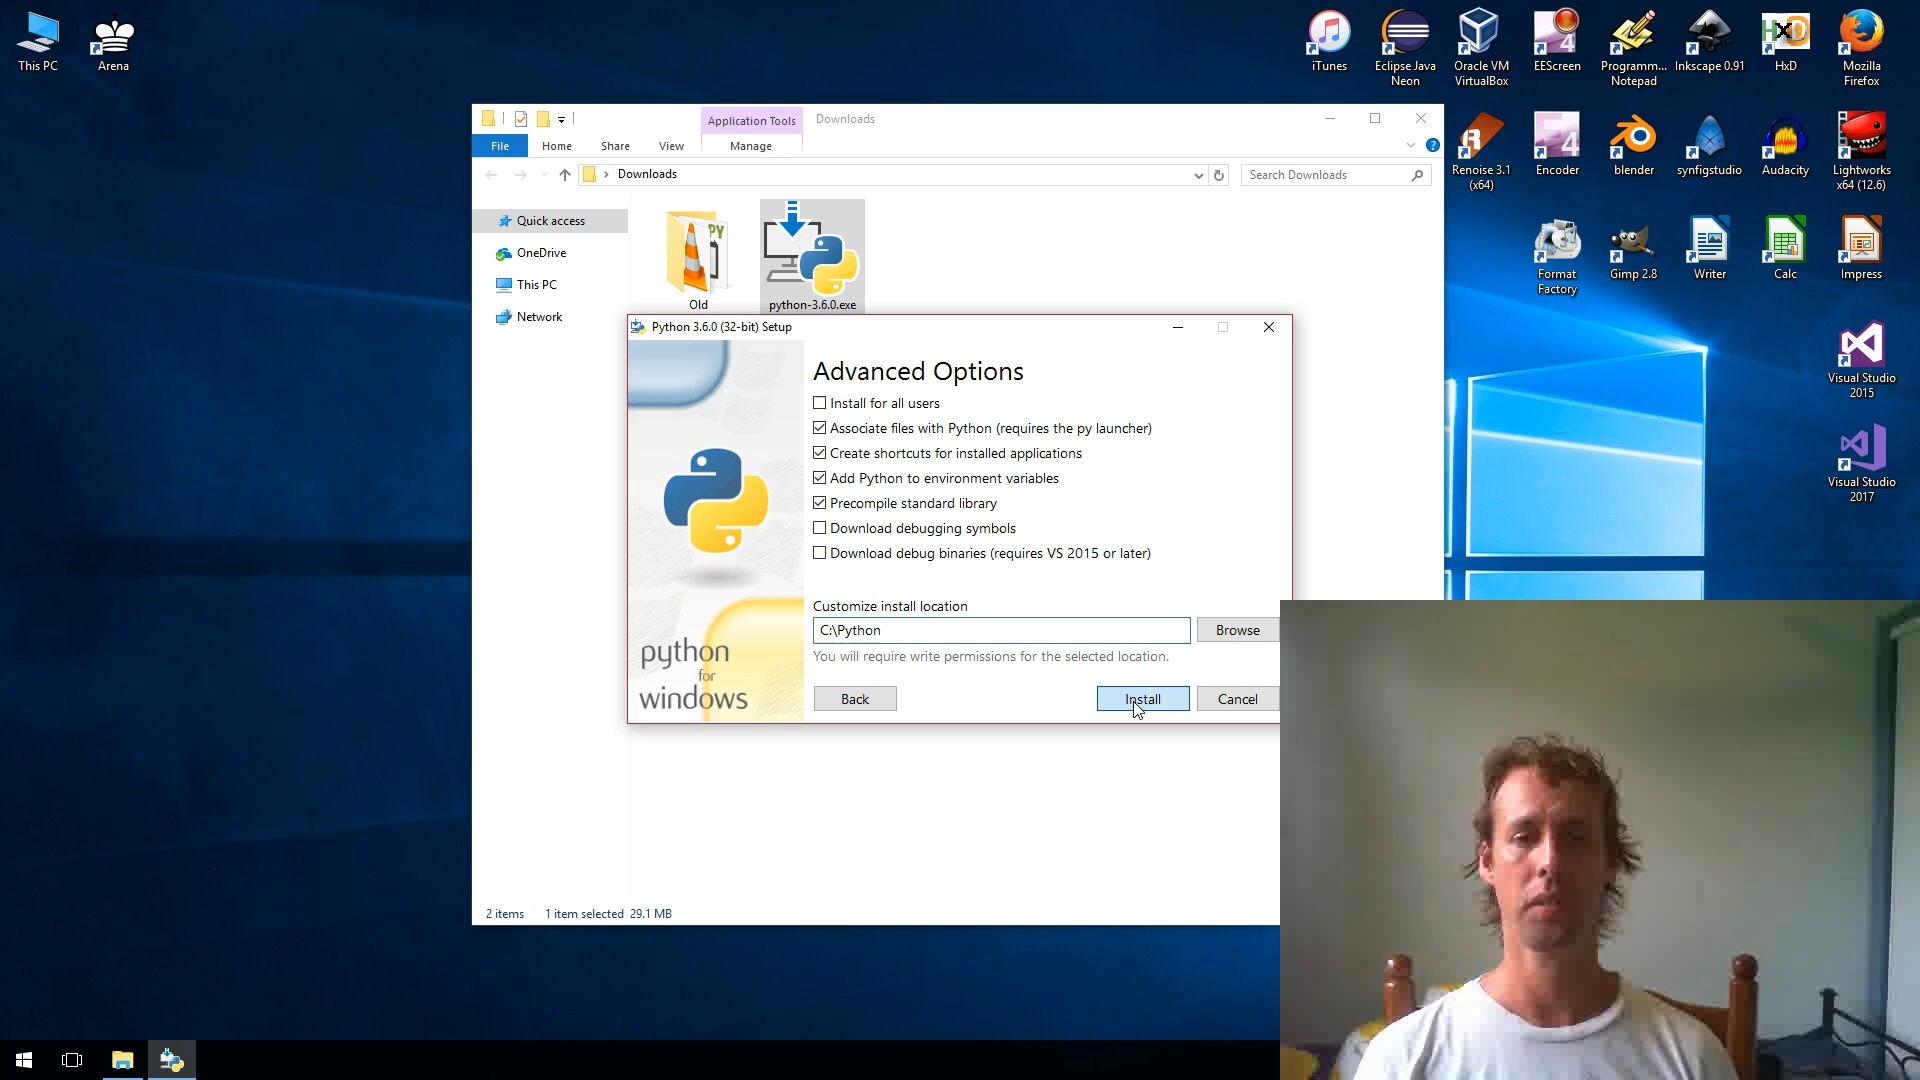 This PC
Arena
iTunes
Eclipse Java
Neon
Oracle VM
VirtualBox
EEScreen
Programm...
Notepad
Inkscape 0.91
HxD
Mozilla
Firefox
Renoise 3.1
(x64)
Encoder
blender
synfigstudio
Audacity
Lightworks
x64 (12.6)
Format
Factory
Gimp 2.8
Writer
Calc
Impress
Visual Studio
2015
Visual Studio
2017
Application Tools
Downloads
File
Home
Share
View
Manage
Downloads
Search Downloads
Quick access
OneDrive
This PC
Network
Old
python-3.6.0.exe
Python 3.6.0 (32-bit) Setup
Advanced Options
Install for all users
Associate files with Python (requires the py launcher)
Create shortcuts for installed applications
Add Python to environment variables
Precompile standard library
Download debugging symbols
Download debug binaries (requires VS 2015 or later)
Customize install location
C:\Python
Browse
You will require write permissions for the selected location.
Back
Install
Cancel
python
for
windows
2 items
1 item selected 29.1 MB